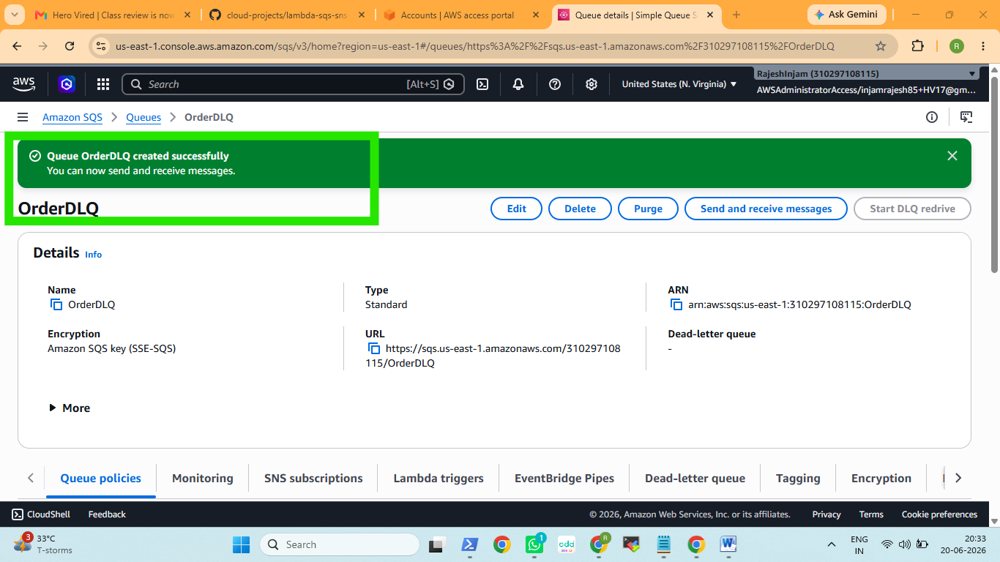 Hero Vired | Class review is now
cloud-projects/lambda-sqs-sns
Accounts | AWS access portal
Queue details | Simple Queue S
Ask Gemini
us-east-1.console.aws.amazon.com/sqs/v3/home?region=us-east-1#/queues/https%3A%2F%2Fsqs.us-east-1.amazonaws.com%2F310297108115%2FOrderDLQ
R
aws
Search
[Alt+S]
United States (N. Virginia)
RajeshInjam (310297108115)
AWSAdministratorAccess/injamrajesh85+HV17@gm...
Amazon SQS
Queues
OrderDLQ
Queue OrderDLQ created successfully
You can now send and receive messages.
OrderDLQ
Edit
Delete
Purge
Send and receive messages
Start DLQ redrive
Details Info
Name
OrderDLQ
Type
Standard
ARN
arn:aws:sqs:us-east-1:310297108115:OrderDLQ
Encryption
Amazon SQS key (SSE-SQS)
URL
https://sqs.us-east-1.amazonaws.com/310297108
115/OrderDLQ
Dead-letter queue
-
More
Queue policies
Monitoring
SNS subscriptions
Lambda triggers
EventBridge Pipes
Dead-letter queue
Tagging
Encryption
CloudShell
Feedback
© 2026, Amazon Web Services, Inc. or its affiliates.
Privacy
Terms
Cookie preferences
3
33°C
T-storms
Search
1
R
ENG
IN
20:33
20-06-2026